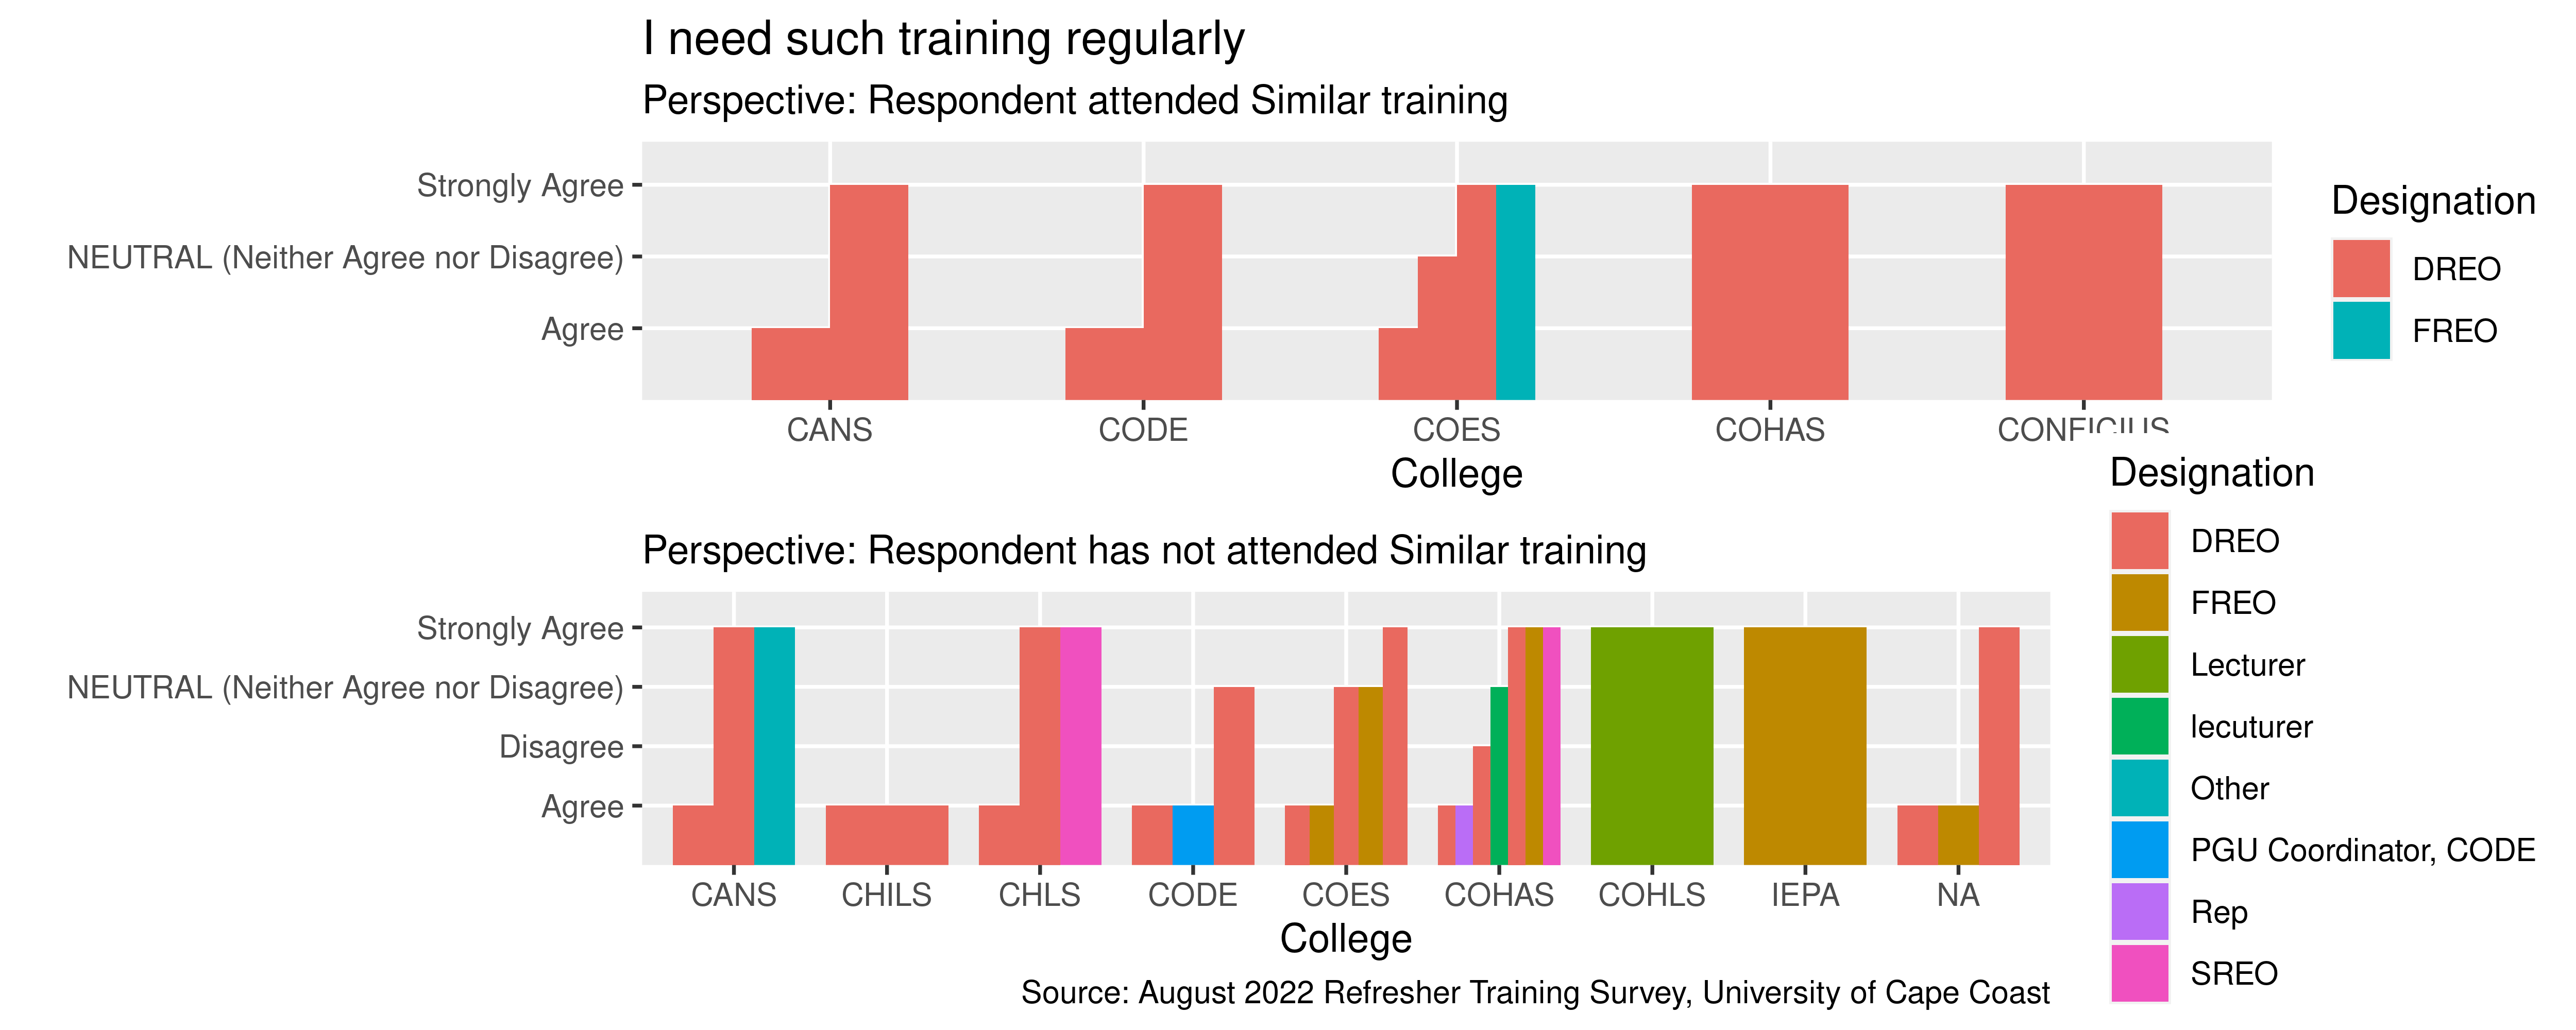 I need such training regularly
Perspective: Respondent attended Similar training
Strongly Agree
NEUTRAL (Neither Agree nor Disagree)
Agree
CANS CODE COES COHAS CONFICIUS
College
Designation
DREO
FREO
Perspective: Respondent has not attended Similar training
Strongly Agree
NEUTRAL (Neither Agree nor Disagree)
Disagree
Agree
CANS CHILS CHLS CODE COES COHAS COHLS IEPA NA
College
Designation
DREO
FREO
Lecturer
lecuturer
Other
PGU Coordinator, CODE
Rep
SREO
Source: August 2022 Refresher Training Survey, University of Cape Coast